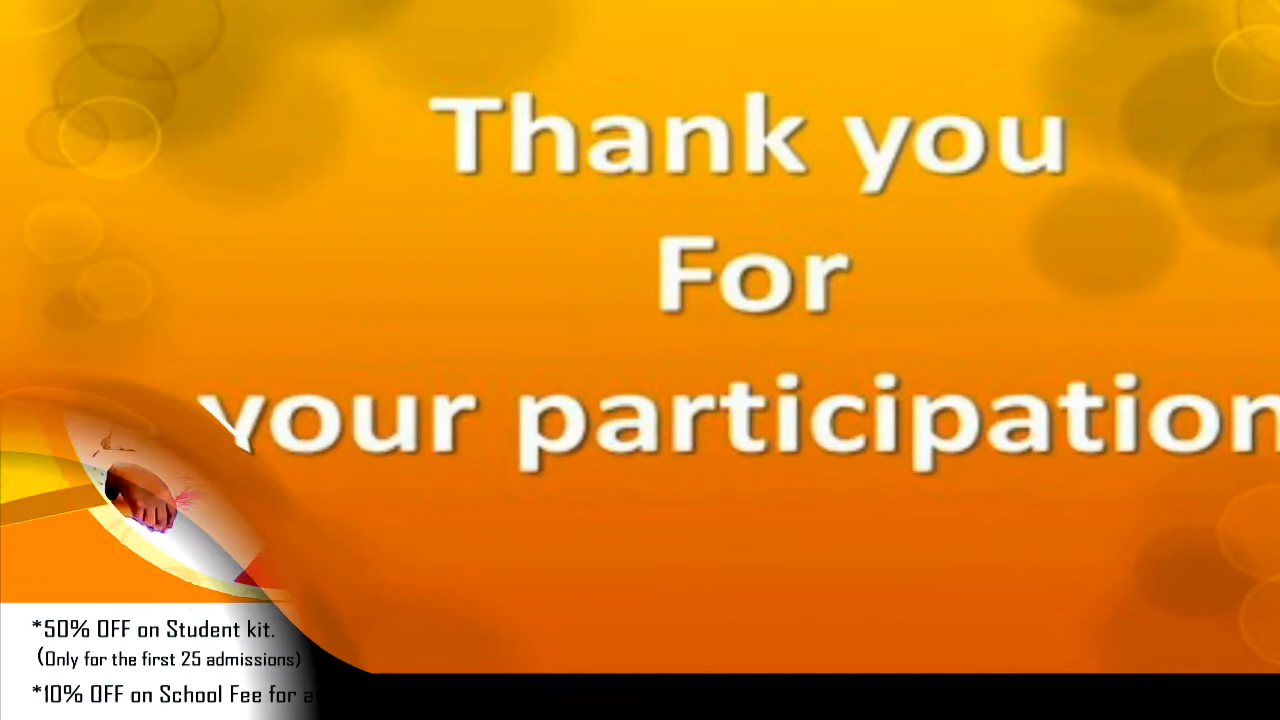 Thank you
For
your participation
*50% OFF on Student kit.
(Only for the first 25 admissions)
*10% OFF on School Fee for a